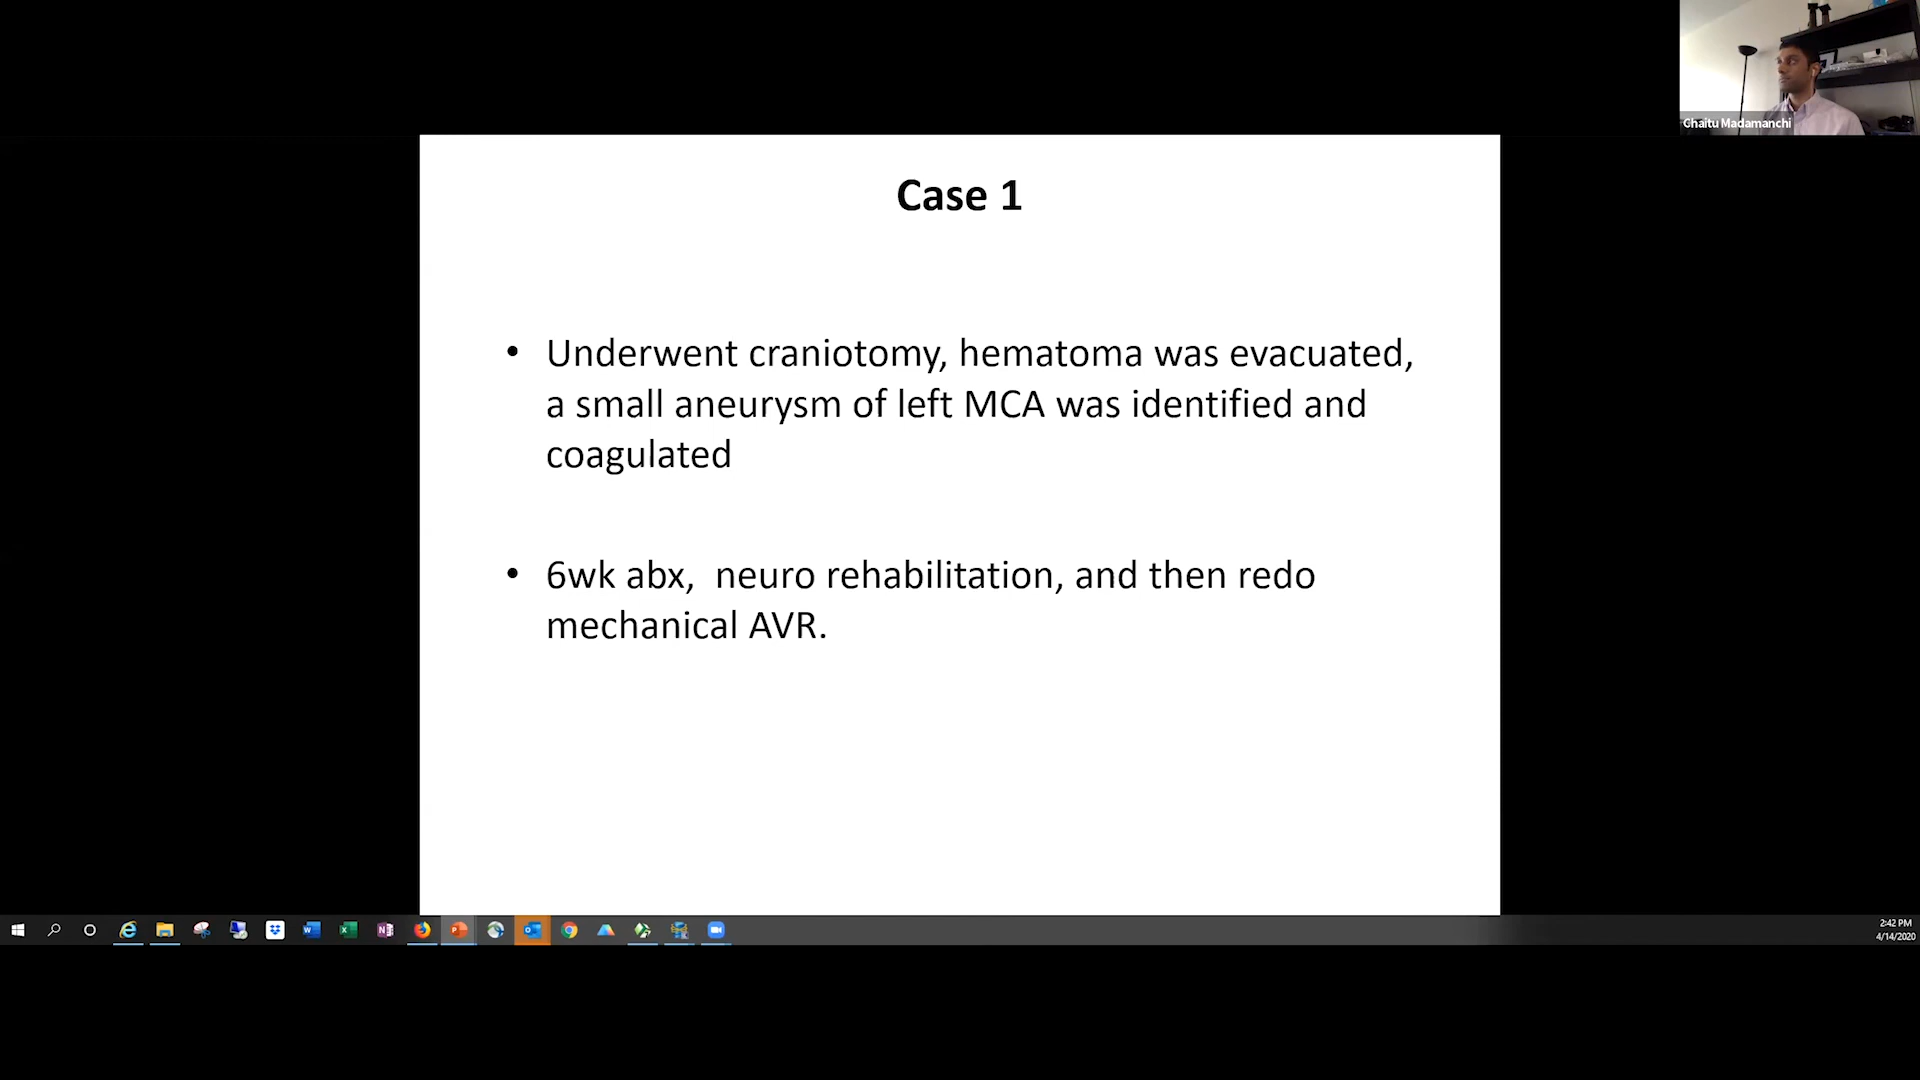 Chaitu Madamanchi
Case 1
• Underwent craniotomy, hematoma was evacuated,
a small aneurysm of left MCA was identified and
coagulated
• 6wk abx,  neuro rehabilitation, and then redo
mechanical AVR.
2:42 PM
4/14/2020